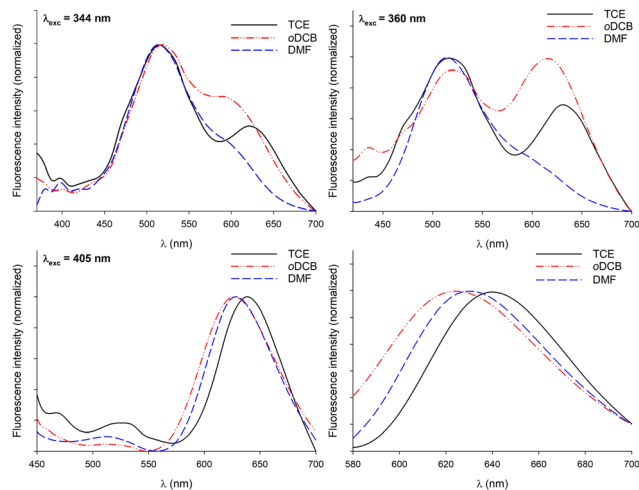 λexc = 344 nm
TCE
oDCB
DMF
Fluorescence intensity (normalized)
400 450 500 550 600 650 700
λ (nm)
λexc = 360 nm
TCE
oDCB
DMF
Fluorescence intensity (normalized)
450 500 550 600 650 700
λ (nm)
λexc = 405 nm
TCE
oDCB
DMF
Fluorescence intensity (normalized)
450 500 550 600 650 700
λ (nm)
TCE
oDCB
DMF
Fluorescence intensity (normalized)
580 600 620 640 660 680 700
λ (nm)